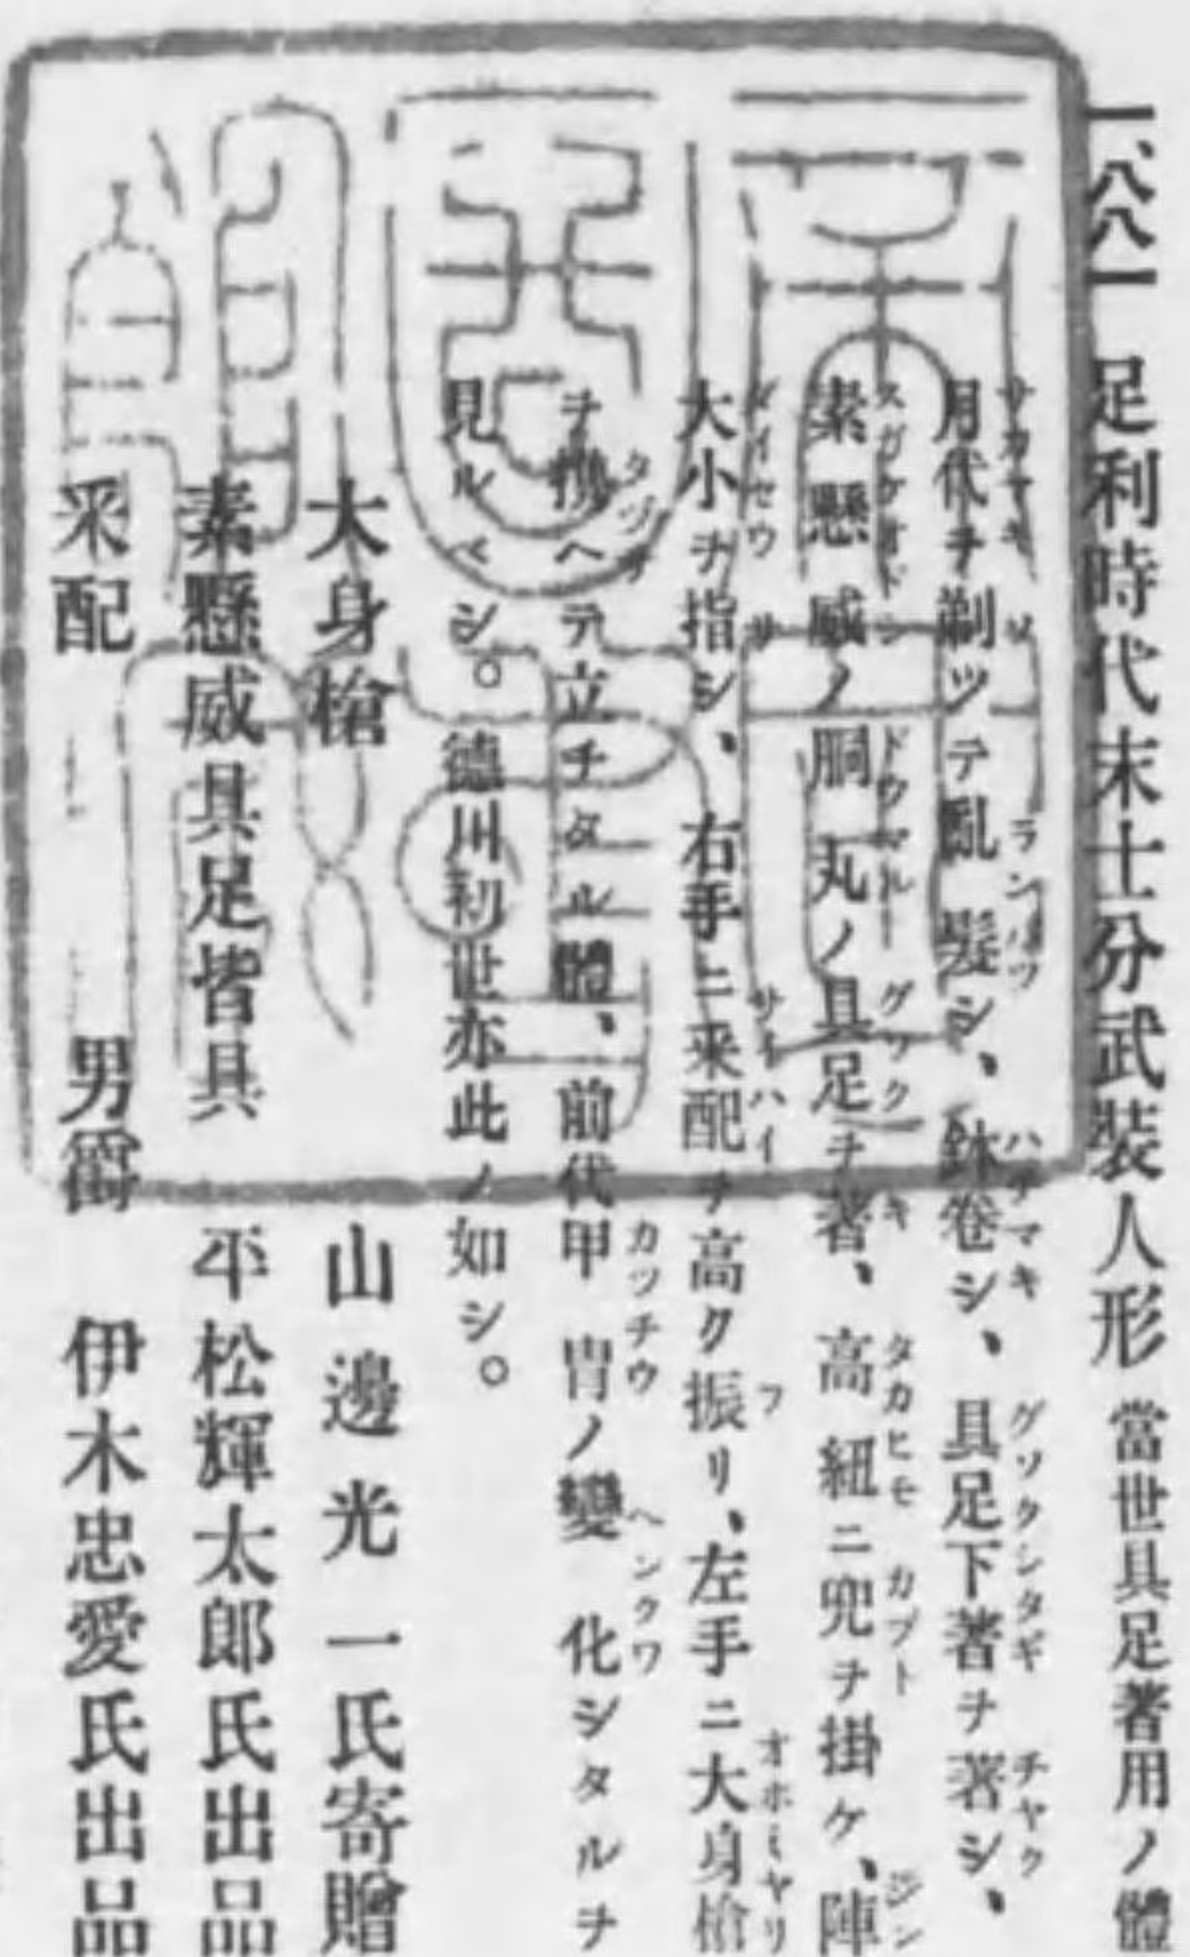 一、八八一 足利時代末士分武裝人形 當世具足著用ノ體
月代ヲ剃ツテ亂髮シ、鉢卷シ、具足下著ヲ著シ、
素懸威ノ胴丸ノ具足ヲ著、高紐ニ兜ヲ掛ケ、陣
大小ヲ指シ、右手ニ采配ヲ高ク振リ、左手ニ大身槍
ヲ携ヘテ立チタル體、前代甲冑ノ變化シタルヲ
見ルベシ。德川初世亦此ノ如シ。
大身槍 山邊光一氏寄贈
素懸威具足皆具 平松輝太郎氏出品
采配 男爵 伊木忠愛氏出品